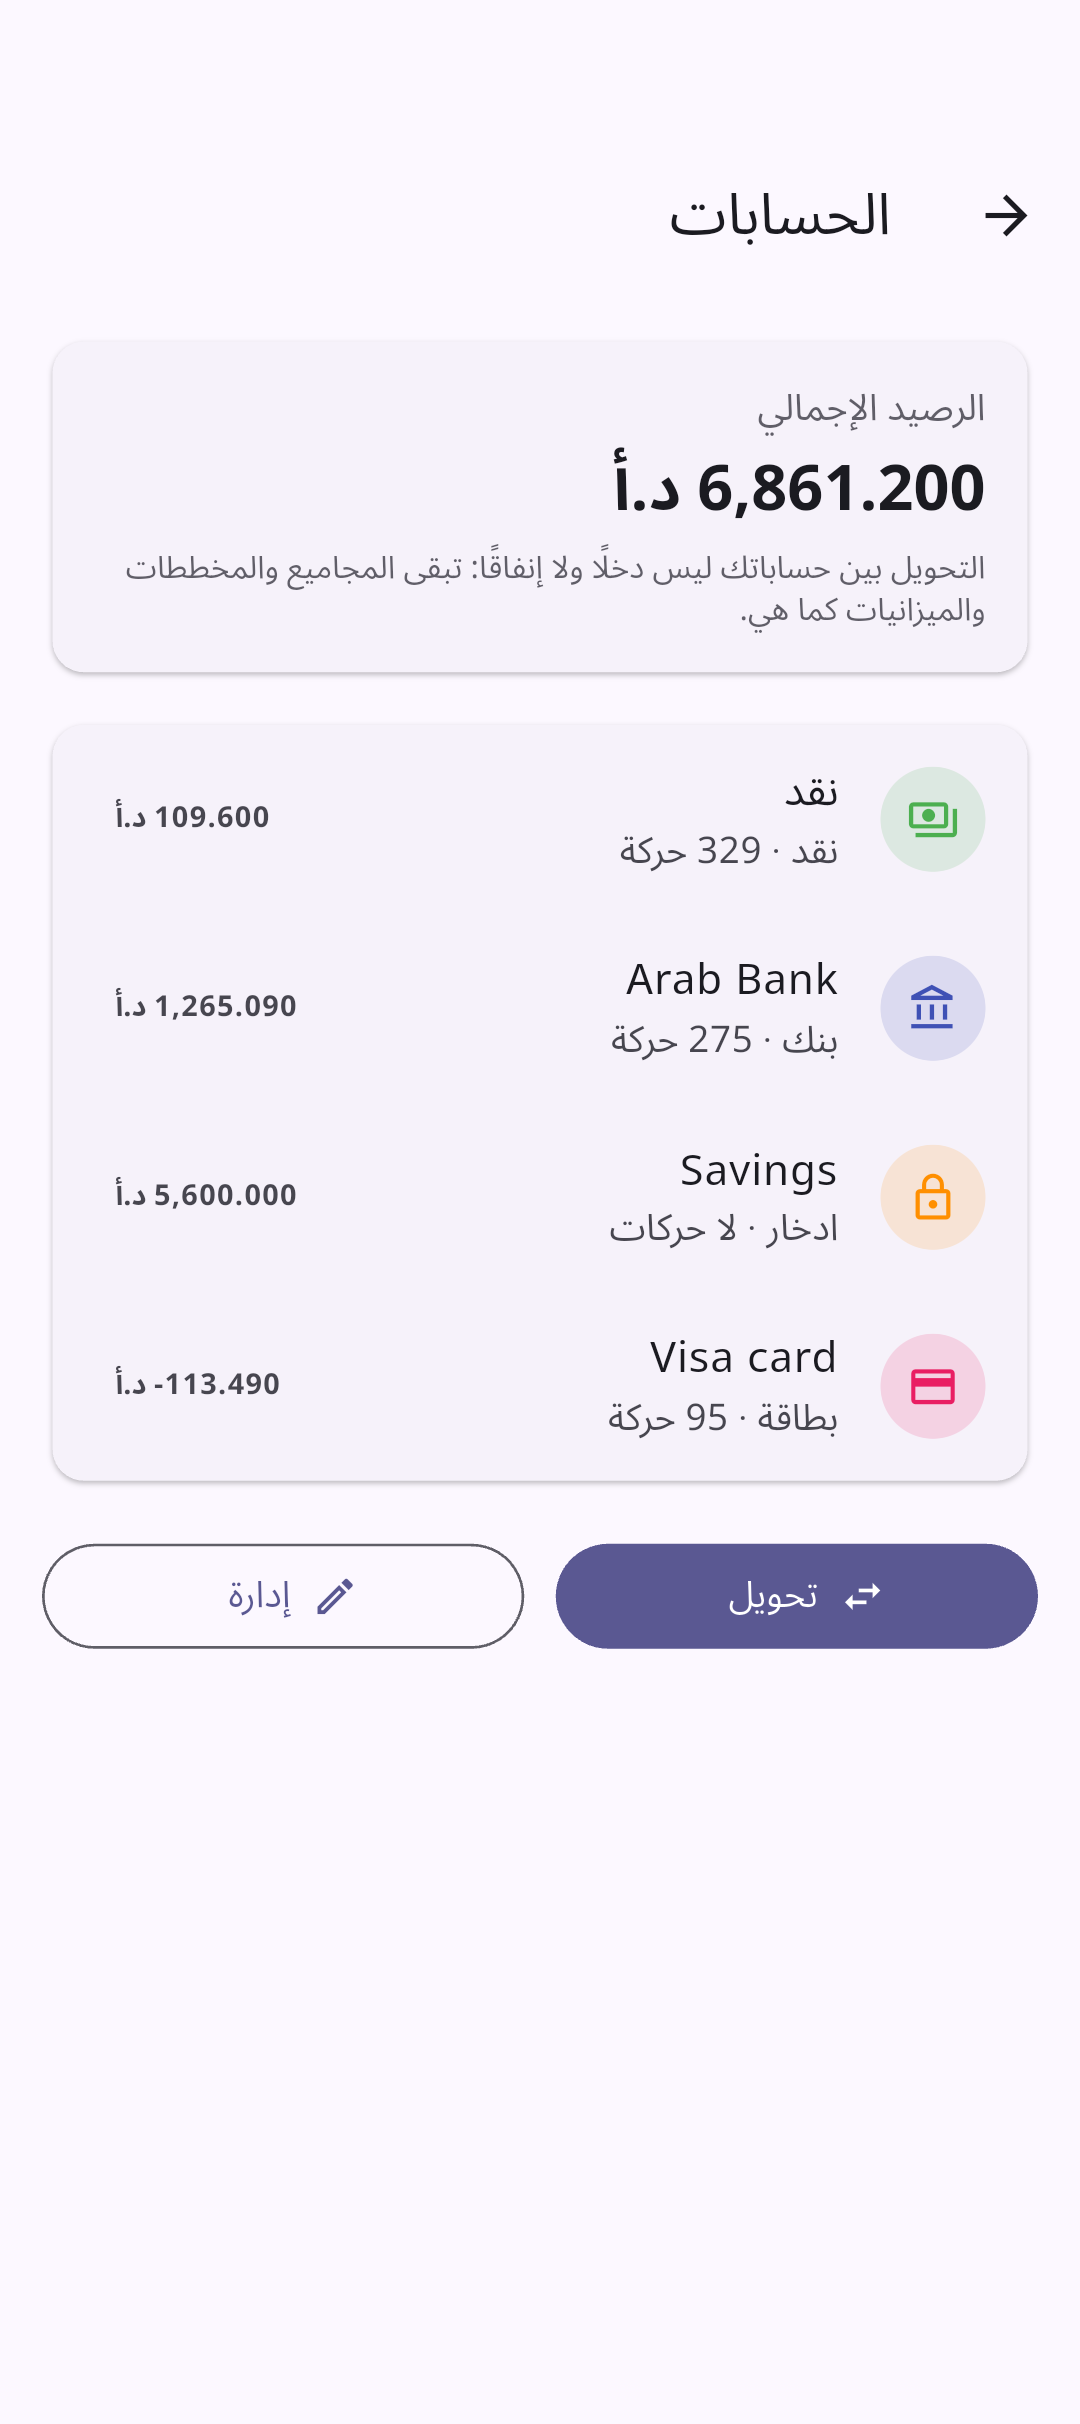 الحسابات
الرصيد الإجمالي
6,861.200 د.أ
التحويل بين حساباتك ليس دخلًا ولا إنفاقًا: تبقى المجاميع والمخططات
والميزانيات كما هي.
نقد
نقد · 329 حركة
109.600 د.أ
Arab Bank
بنك · 275 حركة
1,265.090 د.أ
Savings
ادخار · لا حركات
5,600.000 د.أ
Visa card
بطاقة · 95 حركة
-113.490 د.أ
تحويل
إدارة